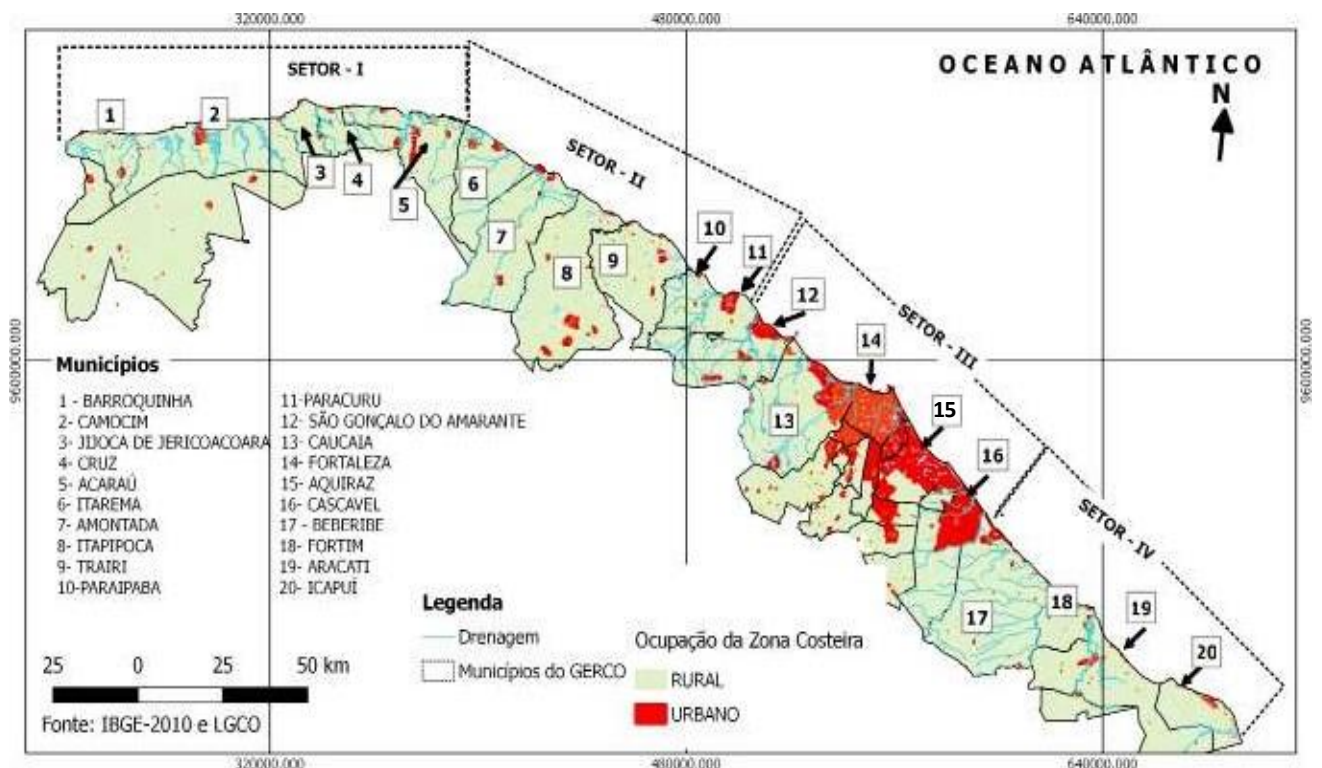 320000.000
480000.000
640000.000
OCEANO ATLÂNTICO
N
SETOR - I
SETOR - II
SETOR - III
SETOR - IV
1
2
3
4
5
6
7
8
9
10
11
12
13
14
15
16
17
18
19
20
9600000.000
9600000.000
Municípios
1 - BARROQUINHA
2- CAMOCIM
3- JIJOCA DE JERICOACOARA
4- CRUZ
5- ACARAÚ
6- ITAREMA
7- AMONTADA
8- ITAPIPOCA
9- TRAIRI
10-PARAIPABA
11-PARACURU
12- SÃO GONÇALO DO AMARANTE
13- CAUCAIA
14- FORTALEZA
15- AQUIRAZ
16- CASCAVEL
17 - BEBERIBE
18- FORTIM
19- ARACATI
20- ICAPUÍ
Legenda
Drenagem
Municípios do GERCO
Ocupação da Zona Costeira
RURAL
URBANO
25 0 25 50 km
Fonte: IBGE-2010 e LGCO
320000.000
480000.000
640000.000